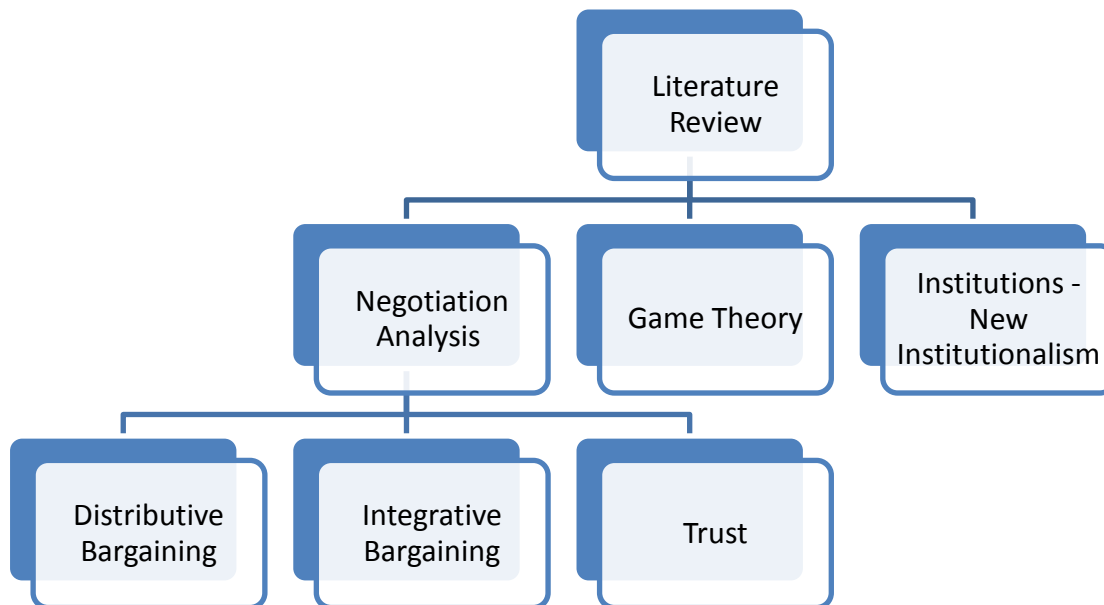 Literature
Review
Negotiation
Analysis
Game Theory
Institutions -
New
Institutionalism
Distributive
Bargaining
Integrative
Bargaining
Trust